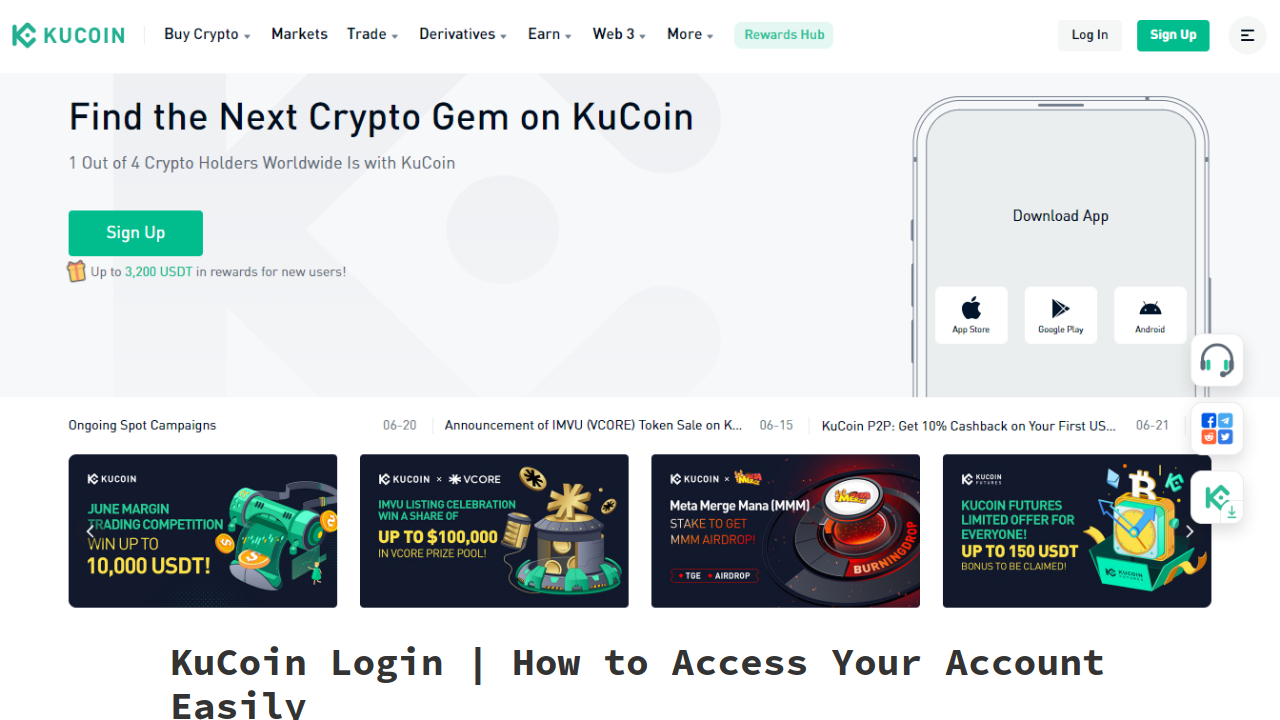 KUCOIN Buy Crypto Markets Trade Derivatives Earn Web 3 More Rewards Hub Log In Sign Up
Find the Next Crypto Gem on KuCoin
1 Out of 4 Crypto Holders Worldwide Is with KuCoin
Sign Up
Up to 3,200 USDT in rewards for new users!
Download App
App Store Google Play Android
Ongoing Spot Campaigns 06-20 Announcement of IMVU (VCORE) Token Sale on K... 06-15 KuCoin P2P: Get 10% Cashback on Your First US... 06-21
KUCOIN
JUNE MARGIN
TRADING COMPETITION
WIN UP TO
10,000 USDT!
KUCOIN × VCORE
IMVU LISTING CELEBRATION
WIN A SHARE OF
UP TO $100,000
IN VCORE PRIZE POOL!
KUCOIN × META MERGE
Meta Merge Mana (MMM)
STAKE TO GET
MMM AIRDROP!
TGE AIRDROP
BURNINGDROP
KUCOIN
FUTURES
KUCOIN FUTURES
LIMITED OFFER FOR
EVERYONE!
UP TO 150 USDT
BONUS TO BE CLAIMED!
KUCOIN
FUTURES
KuCoin Login | How to Access Your Account
Easily